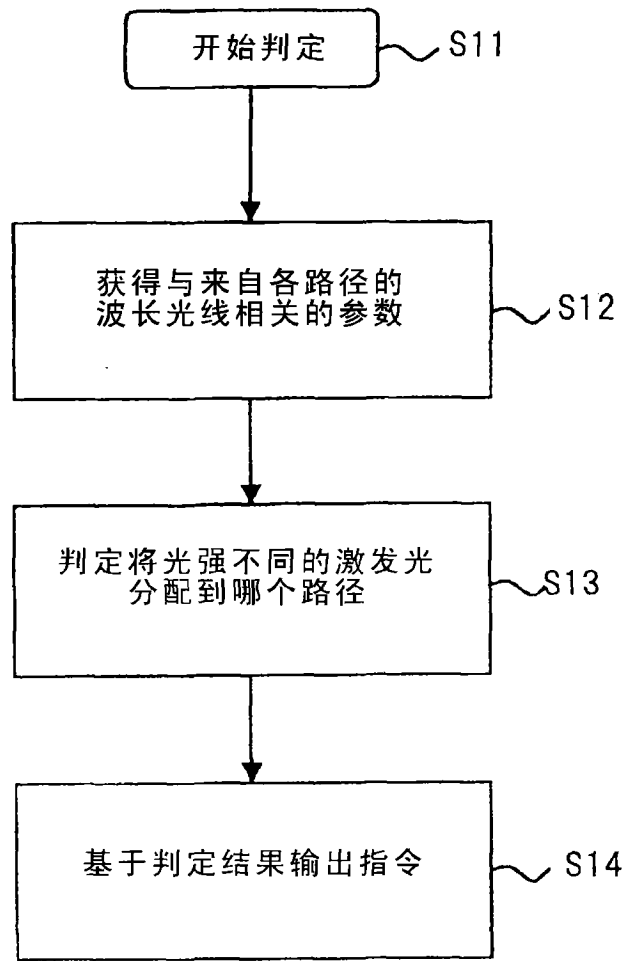 开始判定
S11
获得与来自各路径的
波长光线相关的参数
S12
判定将光强不同的激发光
分配到哪个路径
S13
基于判定结果输出指令
S14